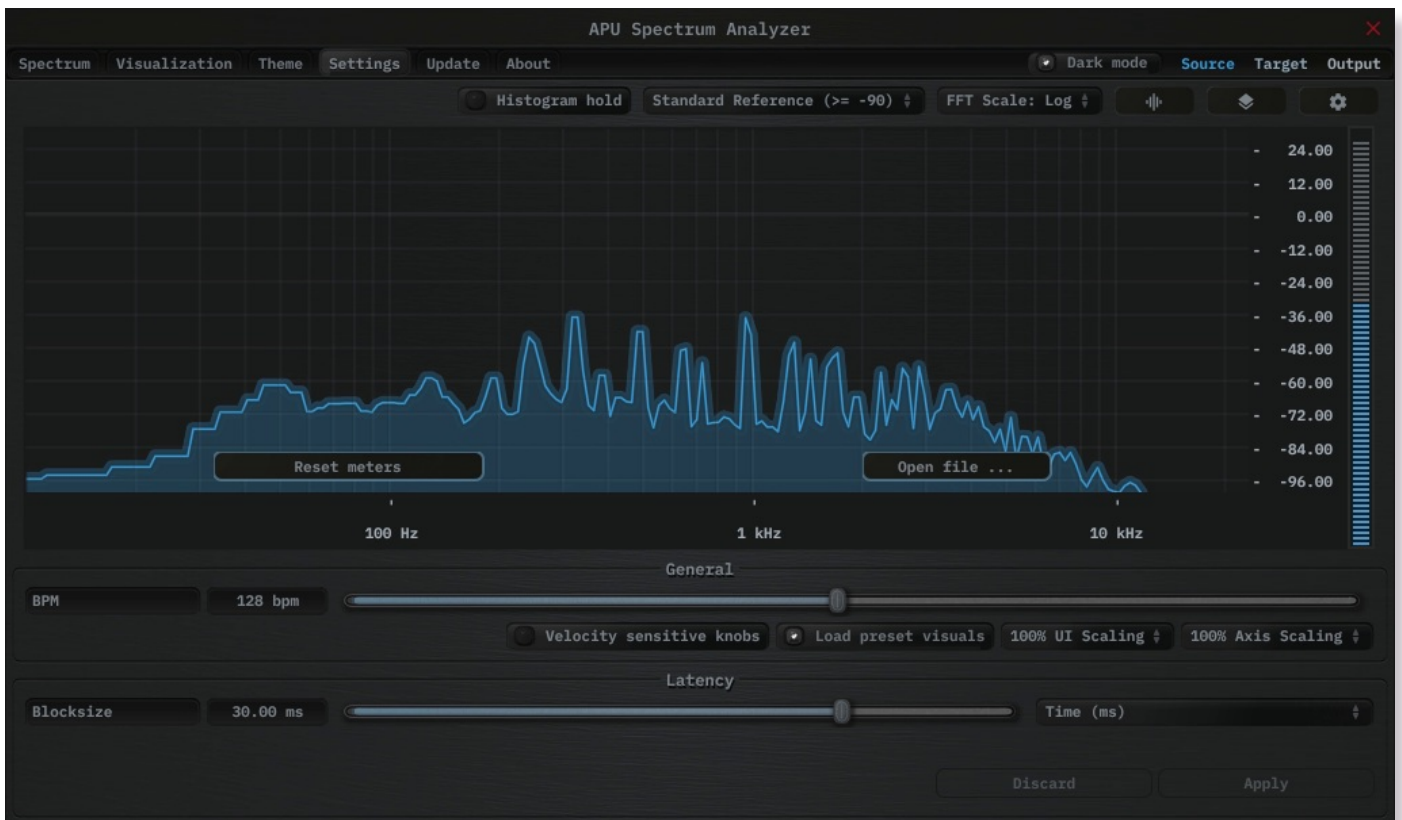 APU Spectrum Analyzer
Spectrum Visualization Theme Settings Update About Dark mode Source Target Output
Histogram hold Standard Reference (>= -90) FFT Scale: Log
- 24.00
- 12.00
- 0.00
- -12.00
- -24.00
- -36.00
- -48.00
- -60.00
- -72.00
- -84.00
Reset meters Open file ...
- -96.00
100 Hz 1 kHz 10 kHz
General
BPM 128 bpm
Velocity sensitive knobs Load preset visuals 100% UI Scaling 100% Axis Scaling
Latency
Blocksize 30.00 ms Time (ms)
Discard Apply